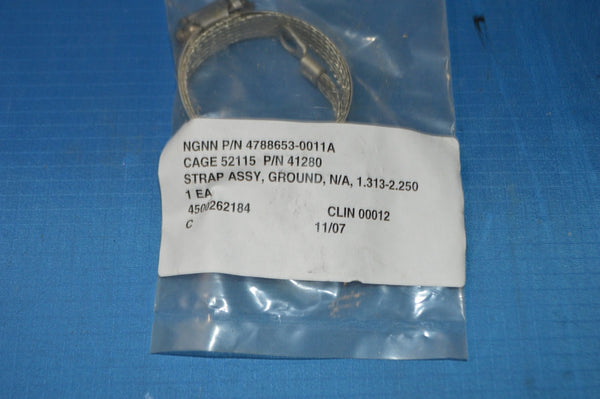 NGNN P/N 4788653-0011A
CAGE 52115 P/N 41280
STRAP ASSY, GROUND, N/A, 1.313-2.250
1 EA
4500262184 CLIN 00012
C 11/07